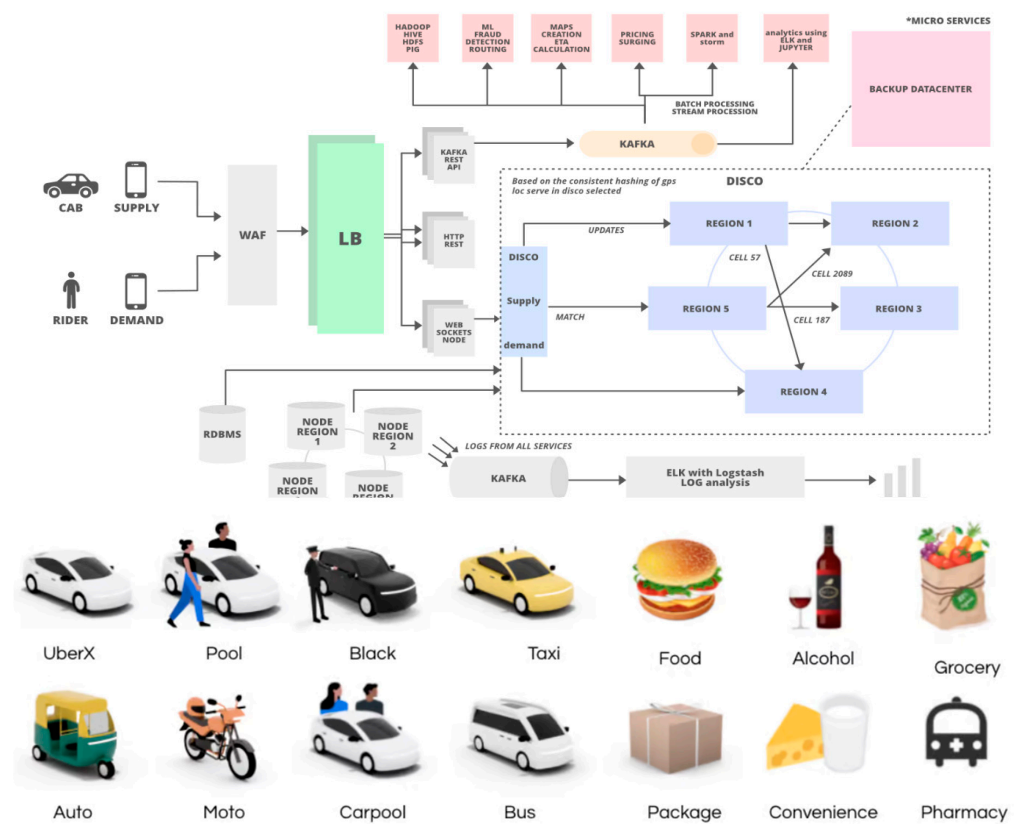 HADOOP
HIVE
HDFS
PIG
ML
FRAUD
DETECTION
ROUTING
MAPS
CREATION
ETA
CALCULATION
PRICING
SURGING
SPARK and
storm
analytics using
ELK and
JUPYTER
*MICRO SERVICES
BACKUP DATACENTER
BATCH PROCESSING
STREAM PROCESSION
KAFKA
REST
API
KAFKA
CAB
SUPPLY
WAF
LB
HTTP
REST
RIDER
DEMAND
WEB
SOCKETS
NODE
Based on the consistent hashing of gps
loc serve in disco selected
DISCO
DISCO
Supply
demand
UPDATES
MATCH
REGION 1
REGION 2
CELL 57
CELL 2089
REGION 5
REGION 3
CELL 187
REGION 4
RDBMS
NODE
REGION
1
NODE
REGION
2
NODE
REGION
NODE
REGION
LOGS FROM ALL SERVICES
KAFKA
ELK with Logstash
LOG analysis
UberX
Pool
Black
Taxi
Food
Alcohol
Grocery
Auto
Moto
Carpool
Bus
Package
Convenience
Pharmacy